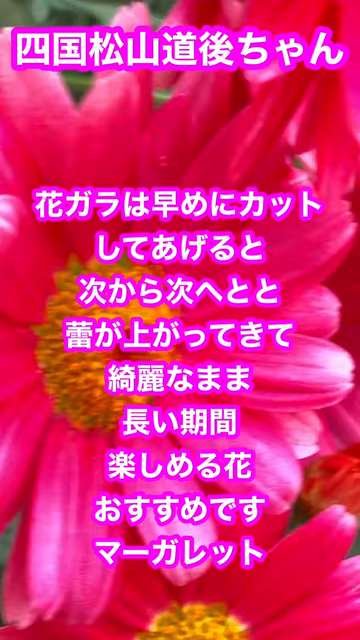 四国松山道後ちゃん
花ガラは早めにカット
してあげると
次から次へとと
蕾が上がってきて
綺麗なまま
長い期間
楽しめる花
おすすめです
マーガレット